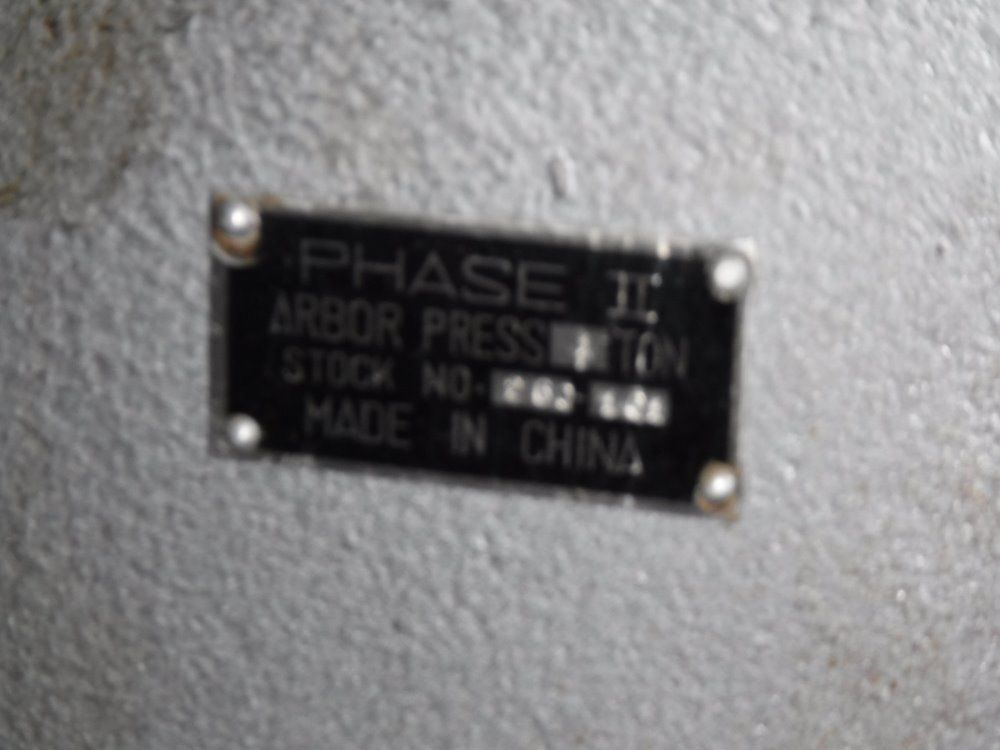 PHASE II
ARBOR PRESS TON
STOCK NO.
MADE IN CHINA